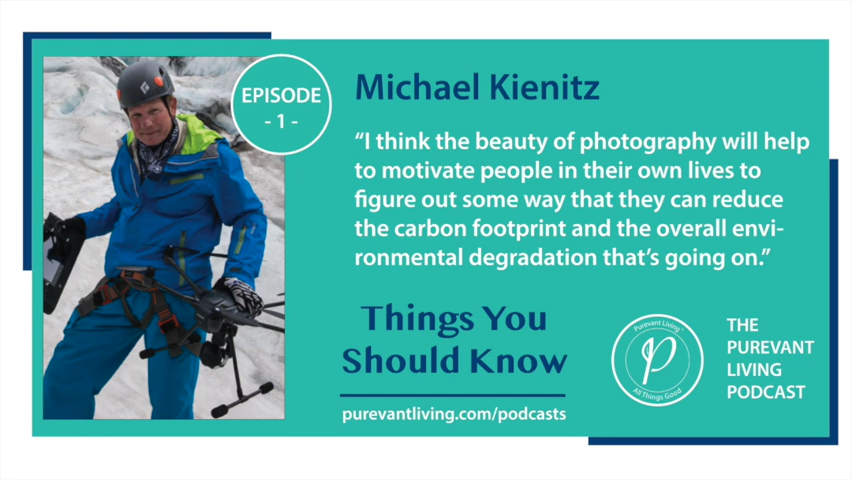 EPISODE
- 1 -
Michael Kienitz
“I think the beauty of photography will help
to motivate people in their own lives to
figure out some way that they can reduce
the carbon footprint and the overall envi-
ronmental degradation that’s going on.”
Things You
Should Know
purevantliving.com/podcasts
Purevant Living
P
All Things Good
THE
PUREVANT
LIVING
PODCAST